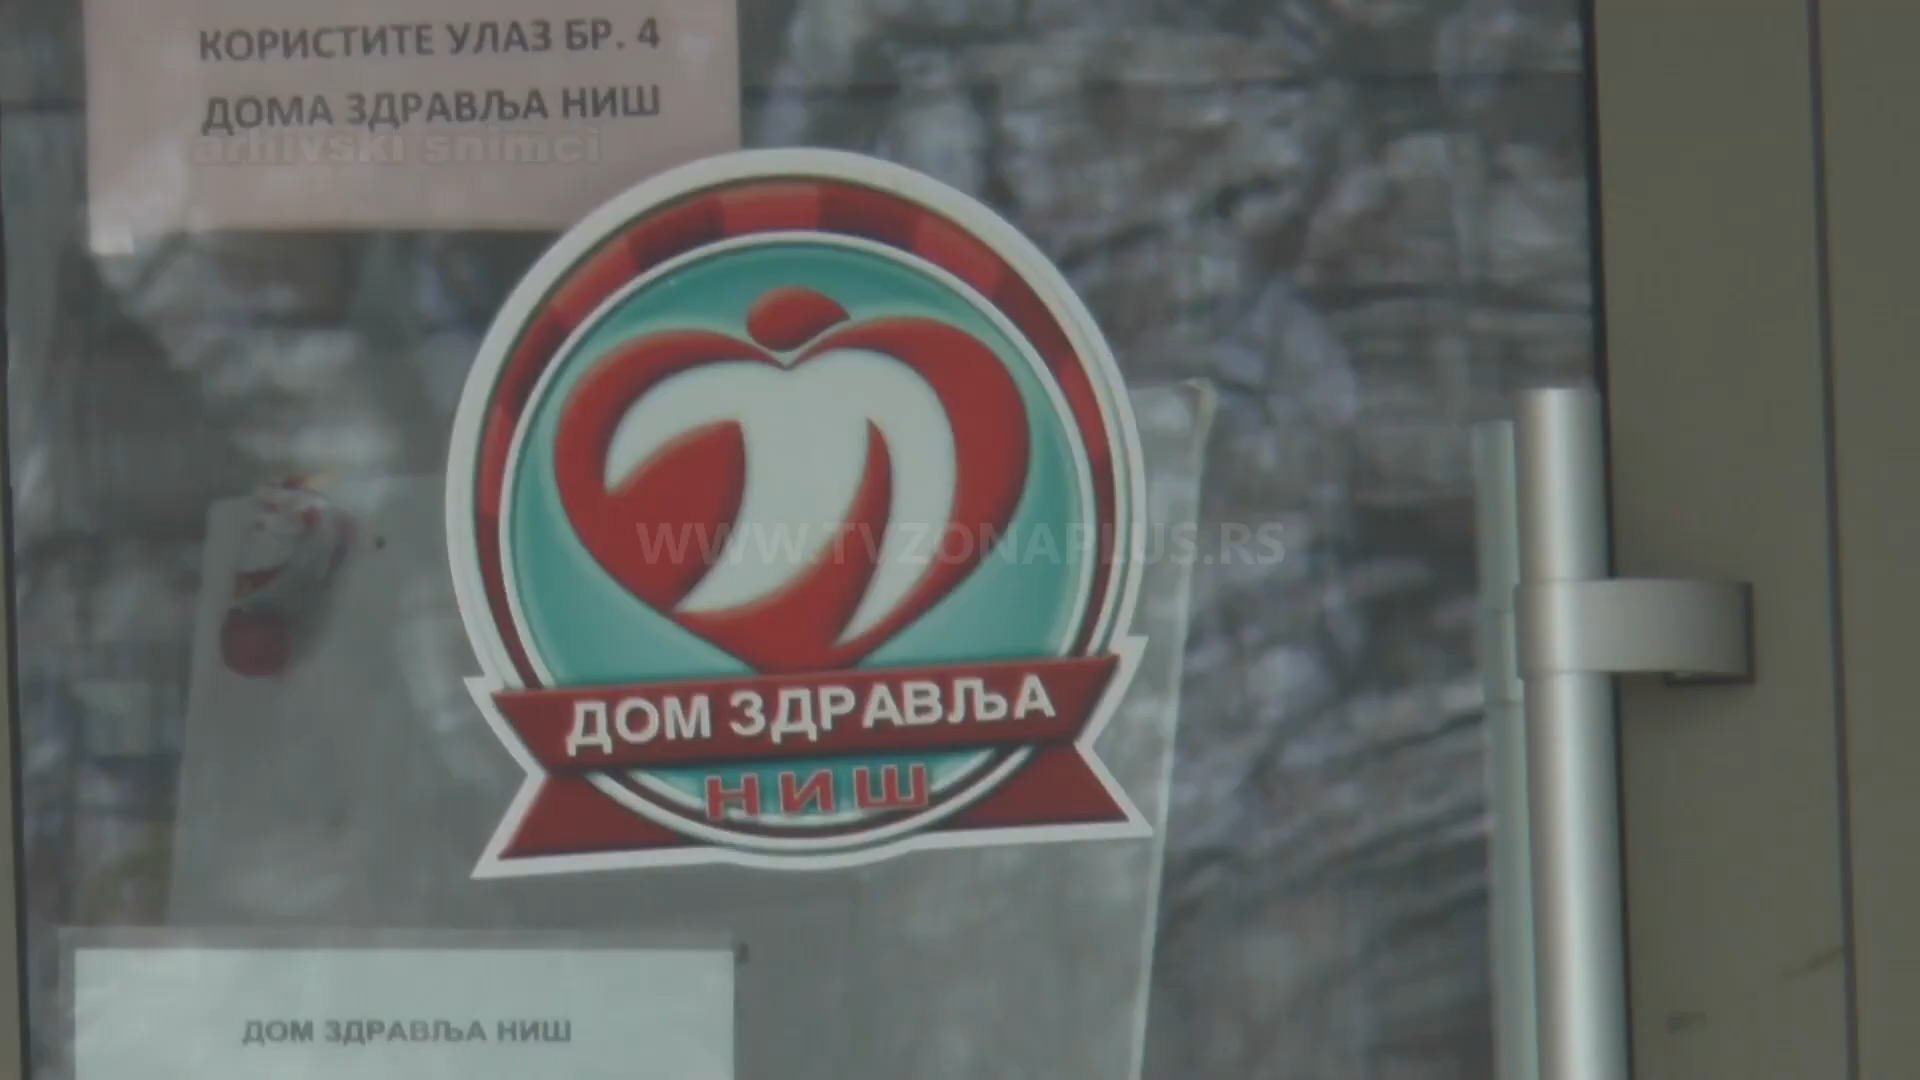 КОРИСТИТЕ УЛАЗ БР. 4
ДОМА ЗДРАВЉА НИШ
arhivski snimci
WWW.TVZONAPLUS.RS
ДОМ ЗДРАВЉА
НИШ
ДОМ ЗДРАВЉА НИШ